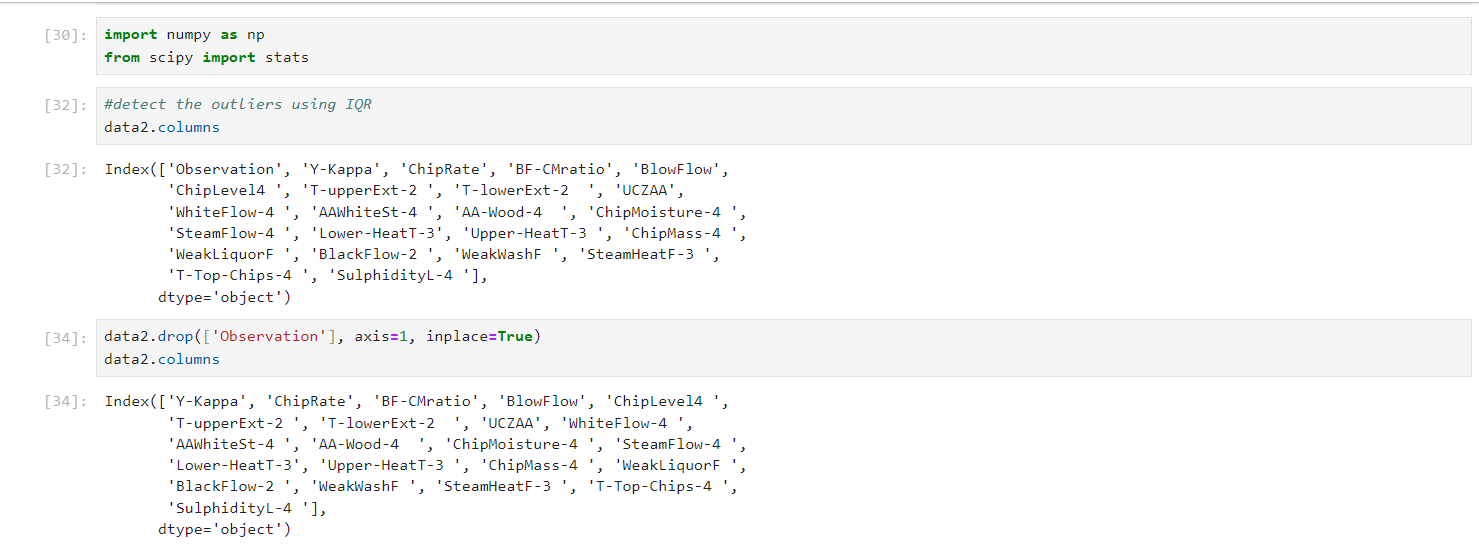 [30]: import numpy as np
from scipy import stats
[32]: #detect the outliers using IQR
data2.columns
[32]: Index(['Observation', 'Y-Kappa', 'ChipRate', 'BF-CMratio', 'BlowFlow',
'ChipLevel4 ', 'T-upperExt-2 ', 'T-lowerExt-2  ', 'UCZAA',
'WhiteFlow-4 ', 'AAWhiteSt-4 ', 'AA-Wood-4  ', 'ChipMoisture-4 ',
'SteamFlow-4 ', 'Lower-HeatT-3', 'Upper-HeatT-3 ', 'ChipMass-4 ',
'WeakLiquorF ', 'BlackFlow-2 ', 'WeakWashF ', 'SteamHeatF-3 ',
'T-Top-Chips-4 ', 'SulphidityL-4 '],
dtype='object')
[34]: data2.drop(['Observation'], axis=1, inplace=True)
data2.columns
[34]: Index(['Y-Kappa', 'ChipRate', 'BF-CMratio', 'BlowFlow', 'ChipLevel4 ',
'T-upperExt-2 ', 'T-lowerExt-2  ', 'UCZAA', 'WhiteFlow-4 ',
'AAWhiteSt-4 ', 'AA-Wood-4  ', 'ChipMoisture-4 ', 'SteamFlow-4 ',
'Lower-HeatT-3', 'Upper-HeatT-3 ', 'ChipMass-4 ', 'WeakLiquorF ',
'BlackFlow-2 ', 'WeakWashF ', 'SteamHeatF-3 ', 'T-Top-Chips-4 ',
'SulphidityL-4 '],
dtype='object')